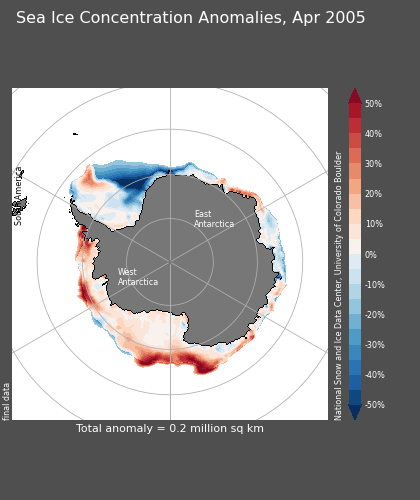 Sea Ice Concentration Anomalies, Apr 2005
South America
East
Antarctica
West
Antarctica
final data
National Snow and Ice Data Center, University of Colorado Boulder
50%
40%
30%
20%
10%
0%
-10%
-20%
-30%
-40%
-50%
Total anomaly = 0.2 million sq km